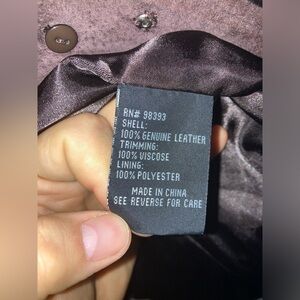 RN# 98393
SHELL:
100% GENUINE LEATHER
TRIMMING:
100% VISCOSE
LINING:
100% POLYESTER
MADE IN CHINA
SEE REVERSE FOR CARE